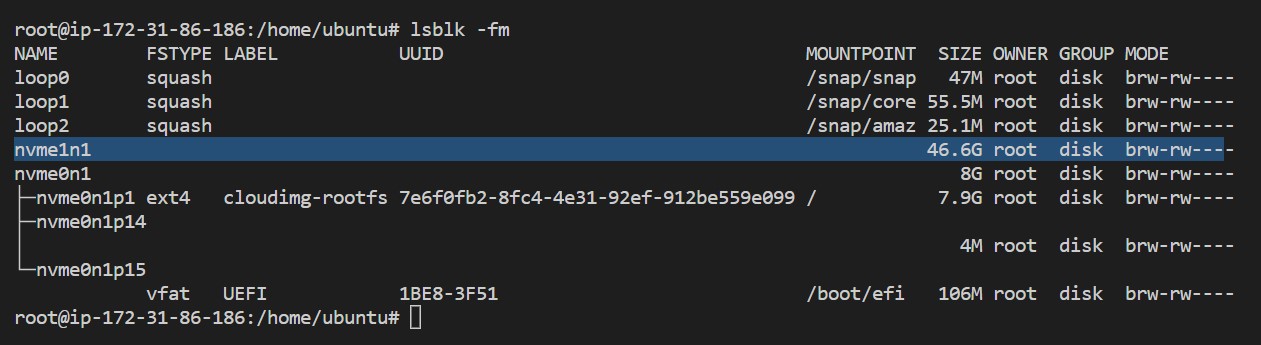 root@ip-172-31-86-186:/home/ubuntu# lsblk -fm
NAME        FSTYPE LABEL           UUID                                 MOUNTPOINT  SIZE OWNER GROUP MODE
loop0       squash                                                      /snap/snap   47M root  disk  brw-rw----
loop1       squash                                                      /snap/core 55.5M root  disk  brw-rw----
loop2       squash                                                      /snap/amaz 25.1M root  disk  brw-rw----
nvme1n1                                                                            46.6G root  disk  brw-rw----
nvme0n1                                                                               8G root  disk  brw-rw----
├─nvme0n1p1 ext4   cloudimg-rootfs 7e6f0fb2-8fc4-4e31-92ef-912be559e099 /           7.9G root  disk  brw-rw----
├─nvme0n1p14
│                                                                                     4M root  disk  brw-rw----
└─nvme0n1p15
            vfat   UEFI            1BE8-3F51                            /boot/efi   106M root  disk  brw-rw----
root@ip-172-31-86-186:/home/ubuntu#